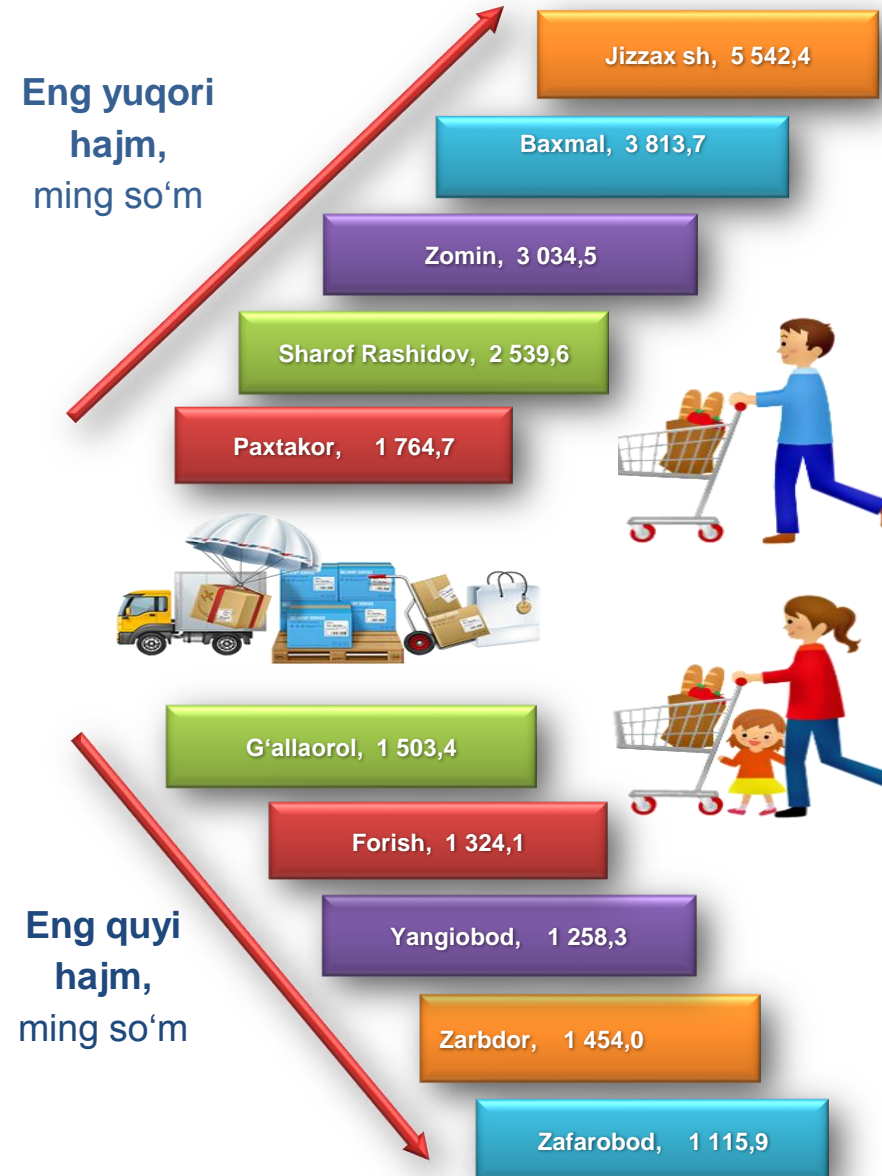 Eng yuqori
hajm,
ming so‘m
Jizzax sh, 5 542,4
Baxmal, 3 813,7
Zomin, 3 034,5
Sharof Rashidov, 2 539,6
Paxtakor, 1 764,7
G‘allaorol, 1 503,4
Forish, 1 324,1
Yangiobod, 1 258,3
Zarbdor, 1 454,0
Zafarobod, 1 115,9
Eng quyi
hajm,
ming so‘m